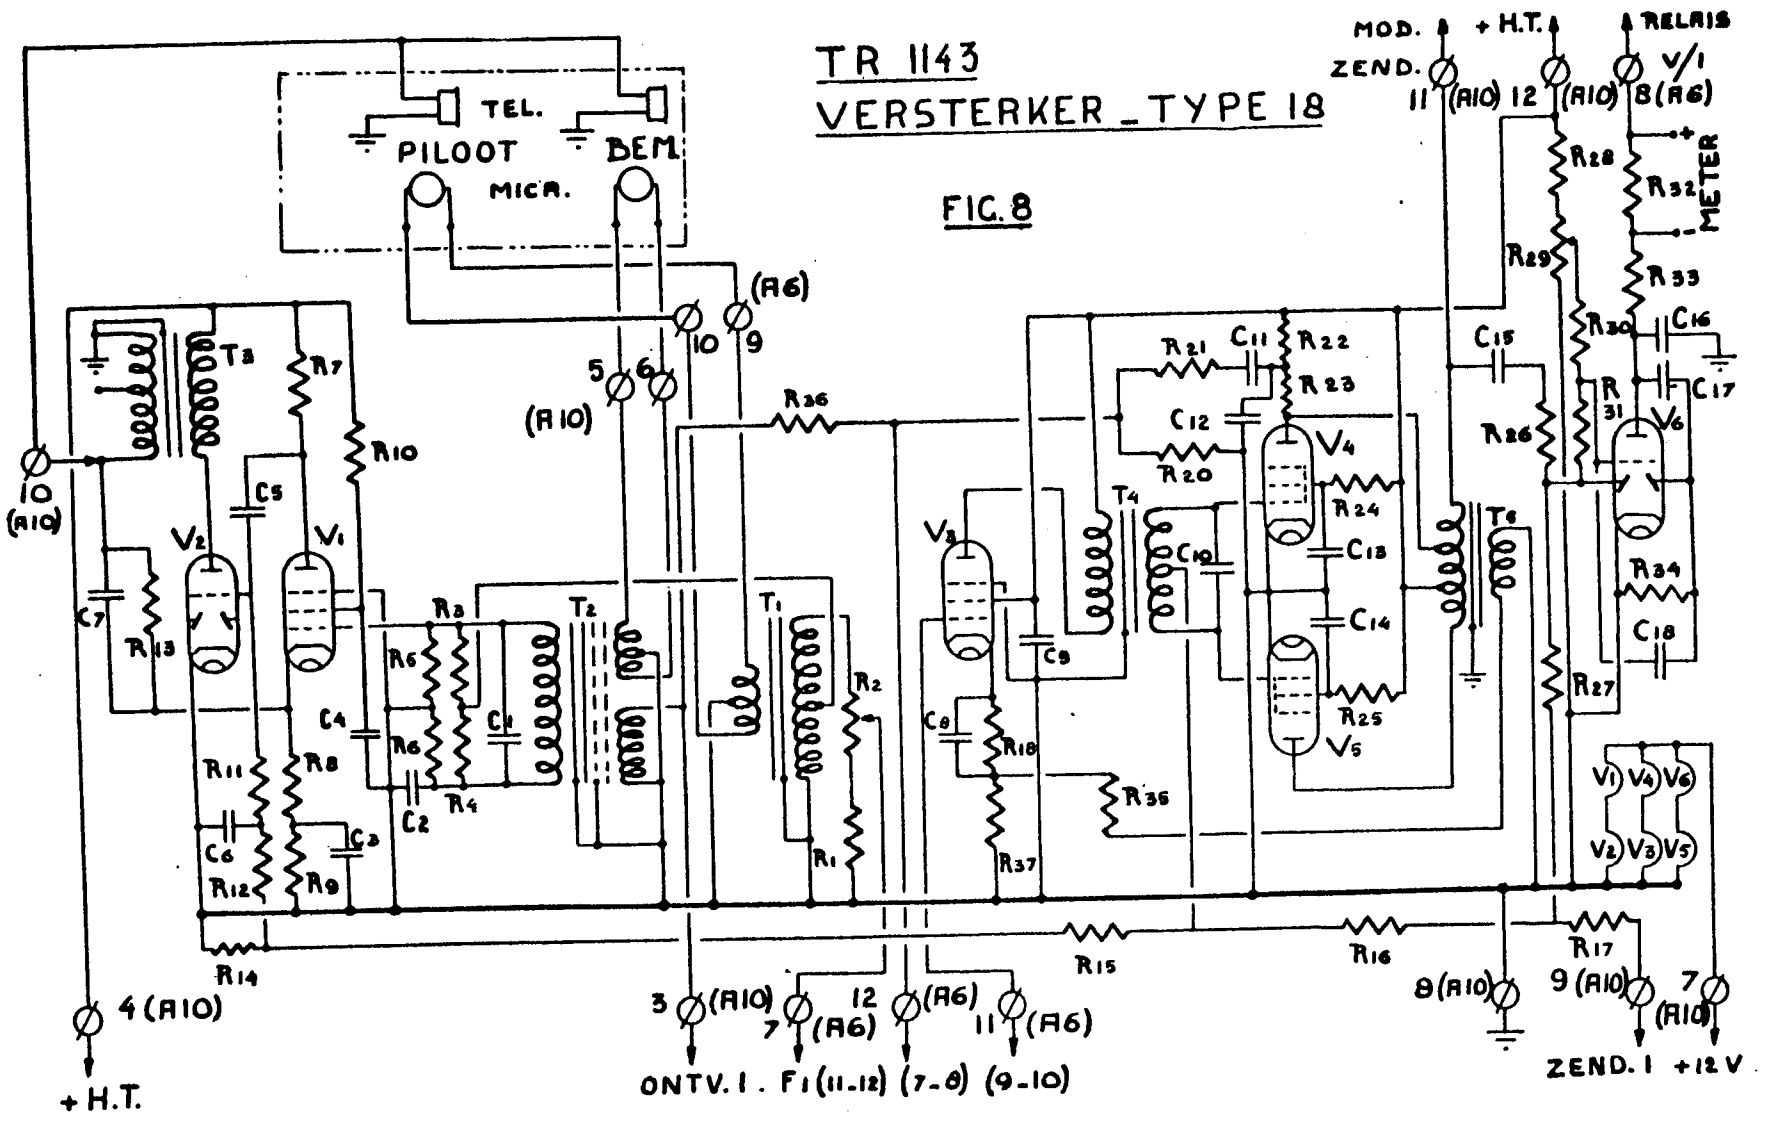 TR 1143
VERSTERKER _ TYPE 18
FIG. 8
MOD.
ZEND.
11 (A10)
+ H.T.
12 (A10)
RELAIS
V/1
8 (A6)
+
METER
-
TEL.
PILOOT
BEM.
MICR.
(A6)
10
9
5
6
(A10)
10
(A10)
T3
R7
R10
C5
V2
V1
C7
R13
R3
R5
R6
R4
C4
C1
C2
T2
T1
R2
R1
R11
R8
C6
C3
R12
R9
R14
R36
R21
C11
R22
R23
C12
R20
V4
R24
V3
T4
C10
C13
C14
R25
V5
C9
C8
R18
R35
R37
R28
R29
R32
R33
R30
C16
C15
C17
R31
R26
V6
T6
R34
C18
R27
V1
V4
V6
V2
V3
V5
R15
R16
R17
4 (A10)
3 (A10)
7 (A6)
12 (A6)
11 (A6)
8 (A10)
9 (A10)
7 (A10)
+ H.T.
ONTV. 1. F1 (11-12) (7-8) (9-10)
ZEND. 1 +12 V